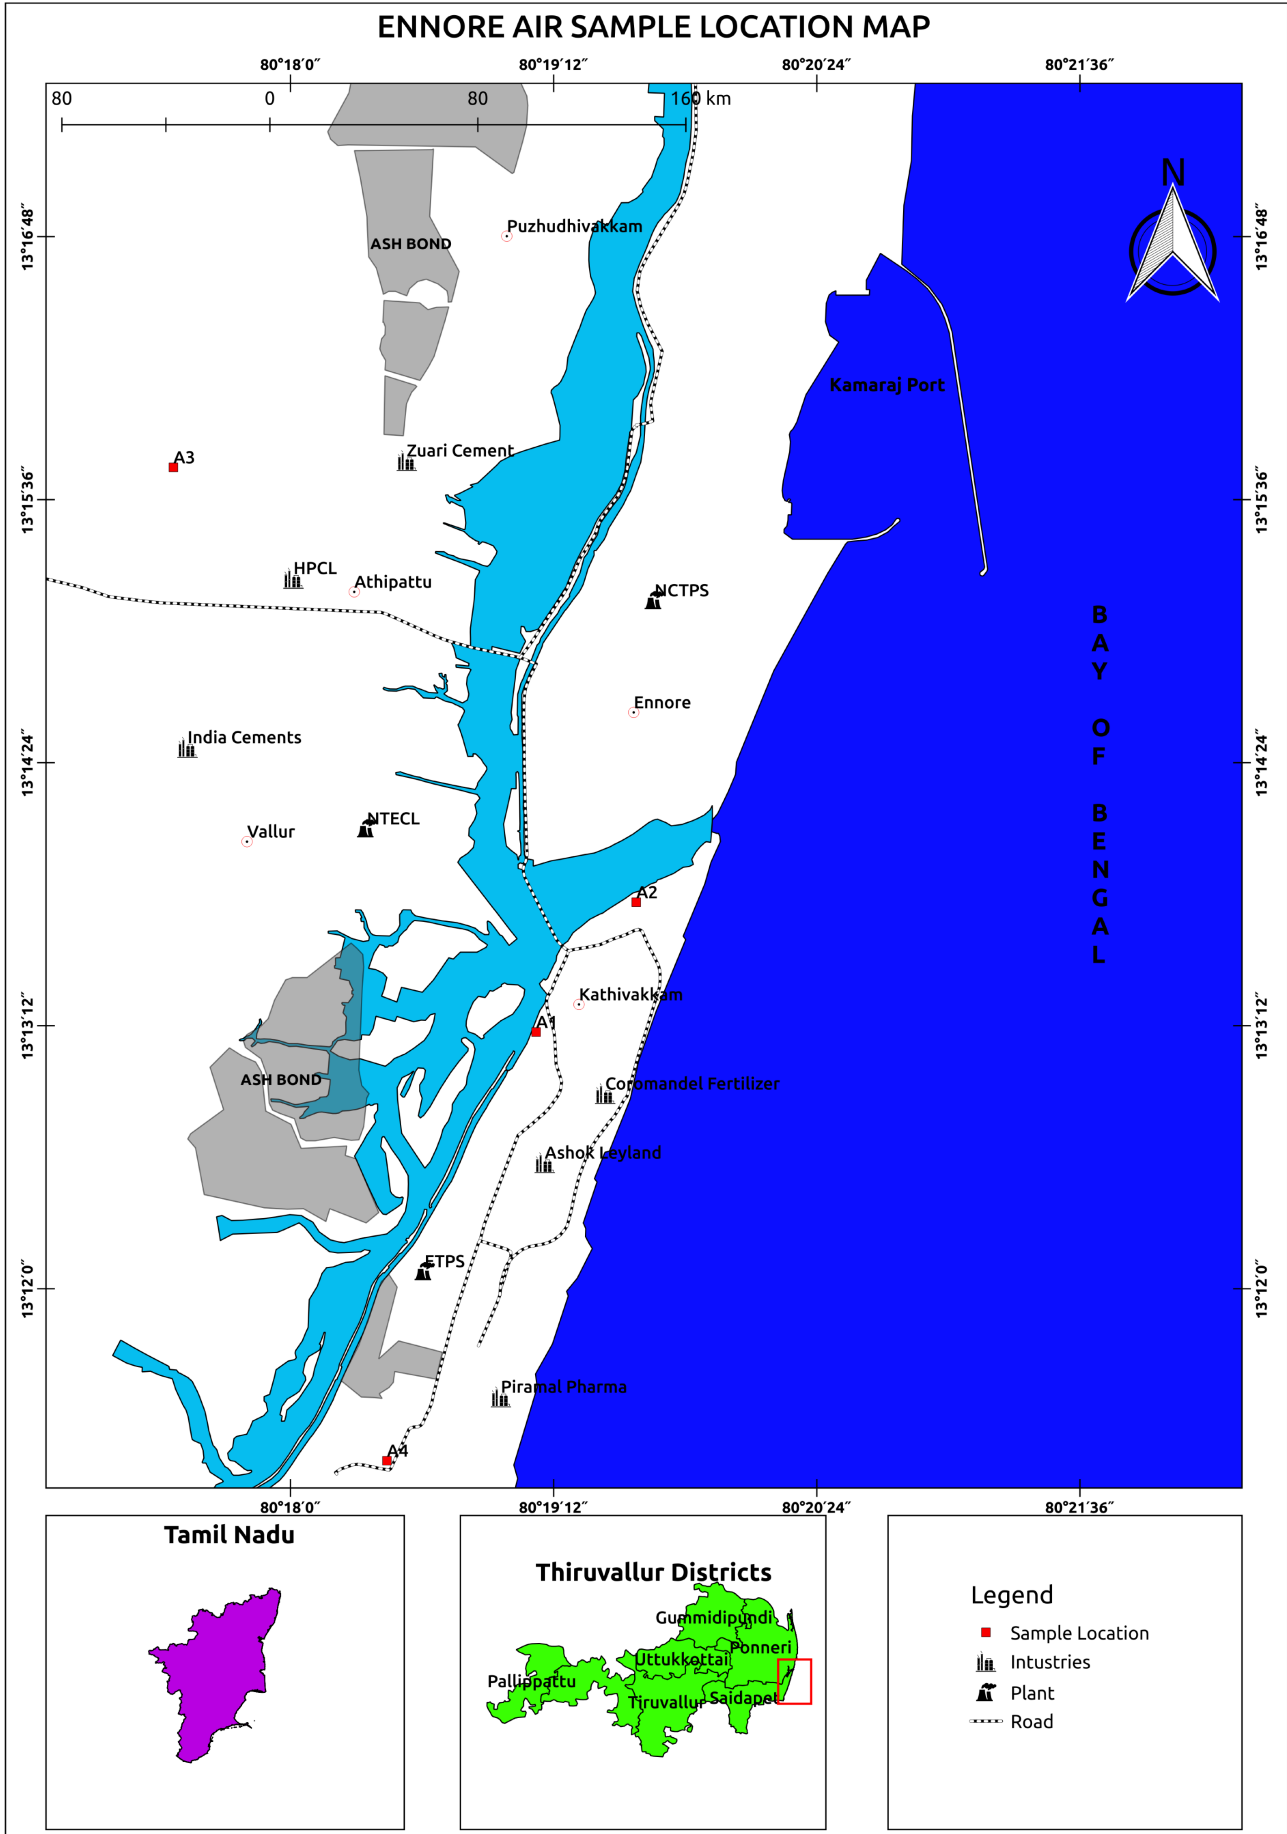 ENNORE AIR SAMPLE LOCATION MAP
80°18′0″
80°19′12″
80°20′24″
80°21′36″
80
0
80
160 km
N
13°16′48″
13°16′48″
Puzhudhivakkam
ASH BOND
Kamaraj Port
Zuari Cement
A3
13°15′36″
13°15′36″
HPCL
Athipattu
NCTPS
BAY OF BENGAL
Ennore
India Cements
13°14′24″
13°14′24″
NTECL
Vallur
A2
Kathivakkam
A1
13°13′12″
13°13′12″
ASH BOND
Coromandel Fertilizer
Ashok Leyland
ETPS
13°12′0″
13°12′0″
Piramal Pharma
A4
80°18′0″
80°19′12″
80°20′24″
80°21′36″
Tamil Nadu
Thiruvallur Districts
Gummidipundi
Ponneri
Uttukkottai
Pallippattu
Tiruvallur
Saidapet
Legend
Sample Location
Intustries
Plant
Road